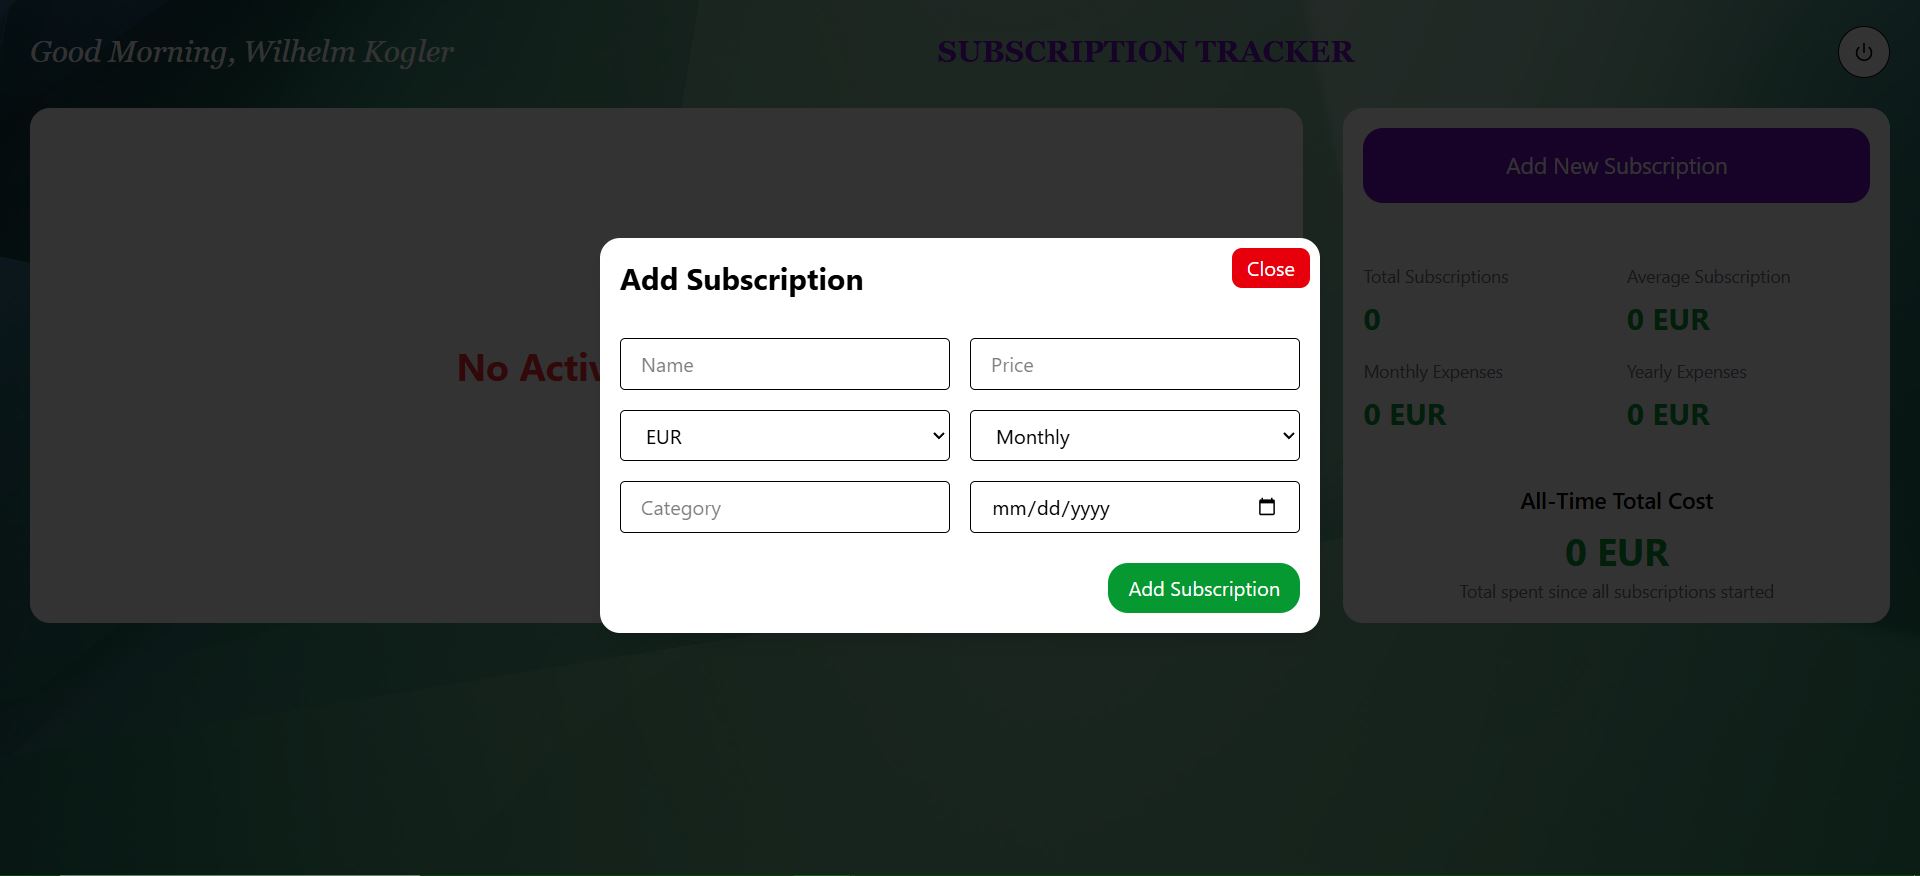 Good Morning, Wilhelm Kogler
SUBSCRIPTION TRACKER
Add New Subscription
Add Subscription
Close
Name
Price
EUR
Monthly
Category
mm/dd/yyyy
Add Subscription
No
Total Subscriptions
Average Subscription
0
0 EUR
Monthly Expenses
Yearly Expenses
0 EUR
0 EUR
All-Time Total Cost
0 EUR
Total spent since all subscriptions started